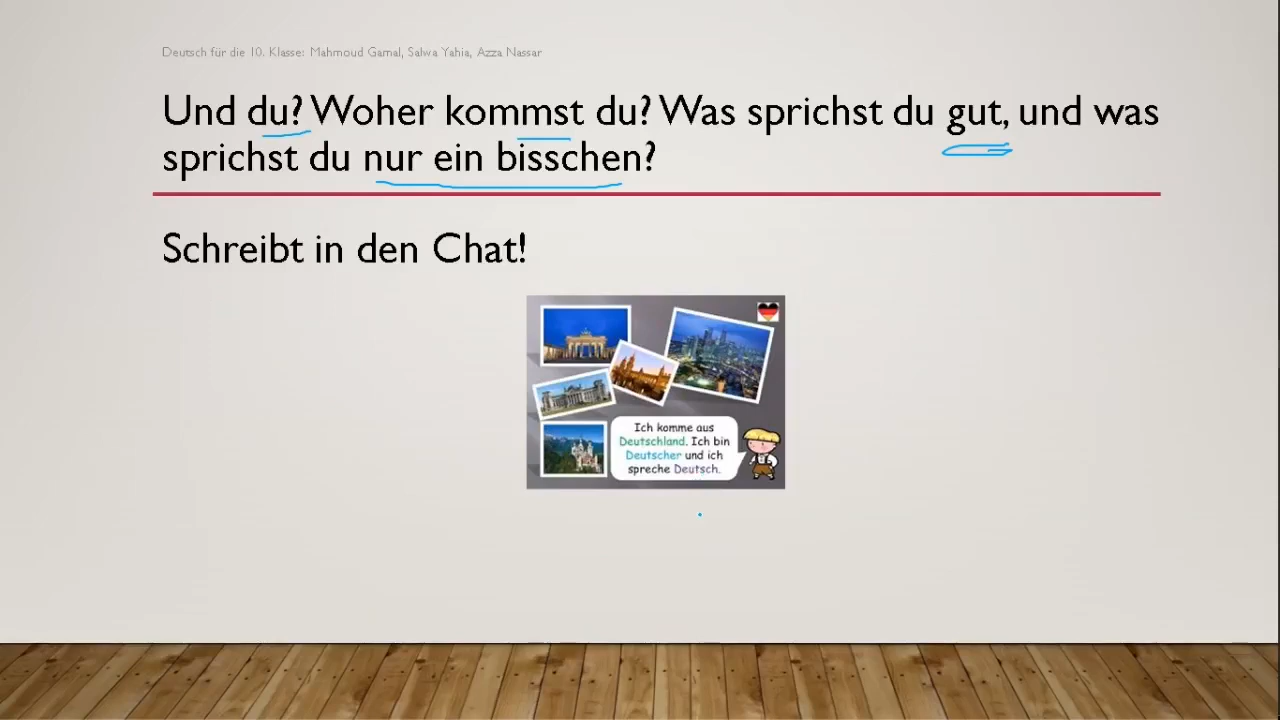 Deutsch für die 10. Klasse: Mahmoud Gamal, Salwa Yahia, Azza Nassar
Und du? Woher kommst du? Was sprichst du gut, und was
sprichst du nur ein bisschen?
Schreibt in den Chat!
Ich komme aus
Deutschland. Ich bin
Deutscher und ich
spreche Deutsch.